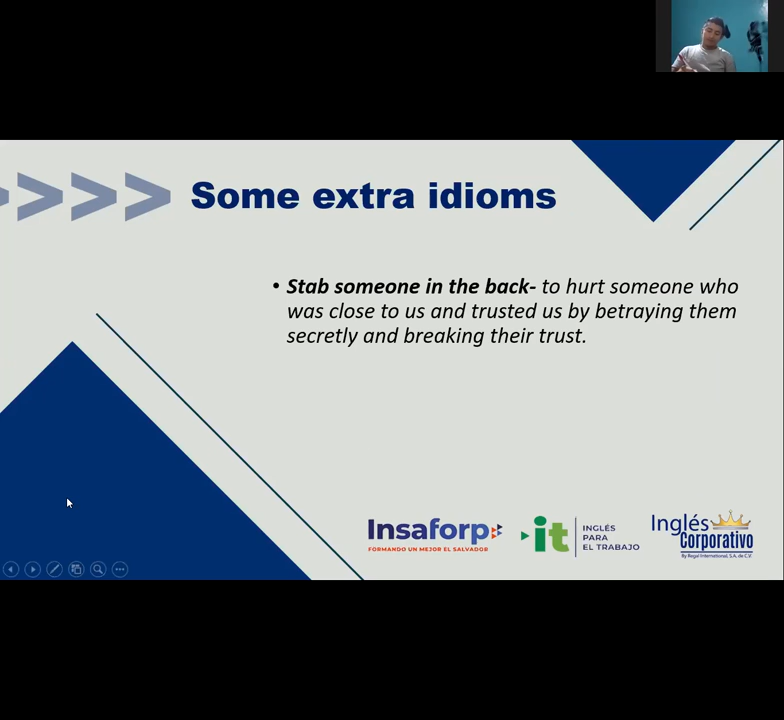 Some extra idioms
• Stab someone in the back- to hurt someone who
was close to us and trusted us by betraying them
secretly and breaking their trust.
Insaforp
FORMANDO UN MEJOR EL SALVADOR
it
INGLÉS
PARA
EL TRABAJO
Inglés
Corporativo
By Regal International, S.A. de C.V.